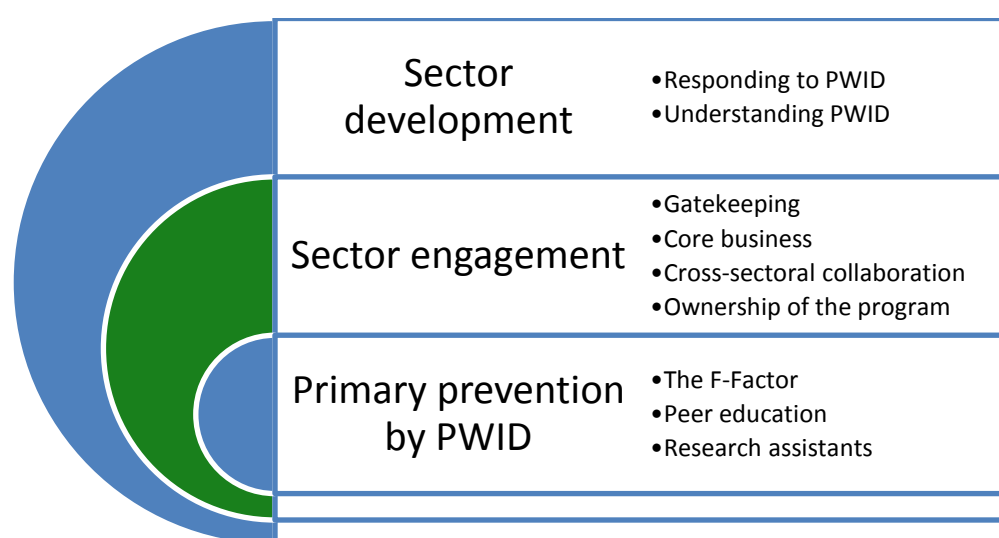 Sector
development
•Responding to PWID
•Understanding PWID
Sector engagement
•Gatekeeping
•Core business
•Cross-sectoral collaboration
•Ownership of the program
Primary prevention
by PWID
•The F-Factor
•Peer education
•Research assistants